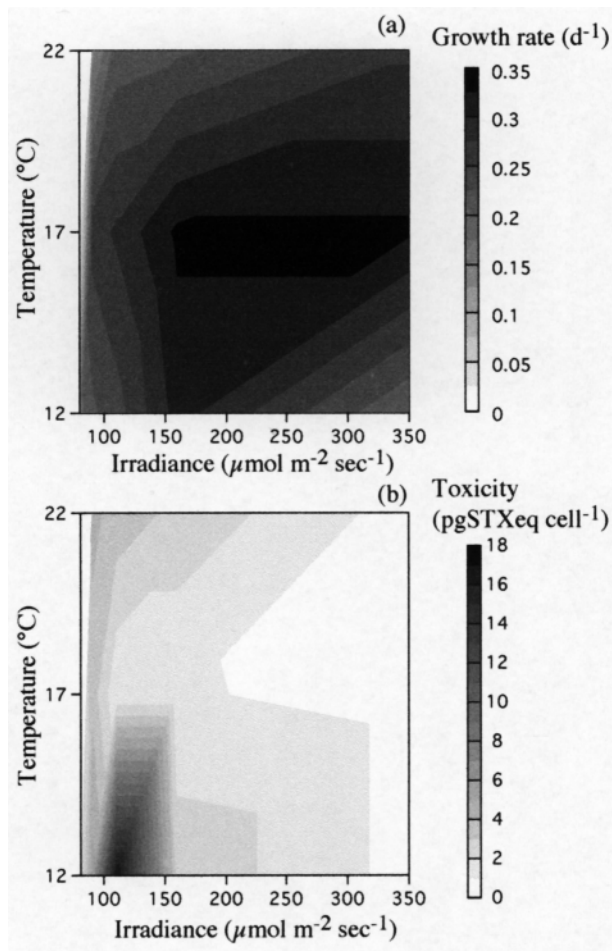 (a)
Growth rate (d-1)
22
17
12
Temperature (°C)
100 150 200 250 300 350
Irradiance (µmol m-2 sec-1)
0.35
0.3
0.25
0.2
0.15
0.1
0.05
0
(b)
Toxicity
(pgSTXeq cell-1)
22
17
12
Temperature (°C)
100 150 200 250 300 350
Irradiance (µmol m-2 sec-1)
18
16
14
12
10
8
6
4
2
0